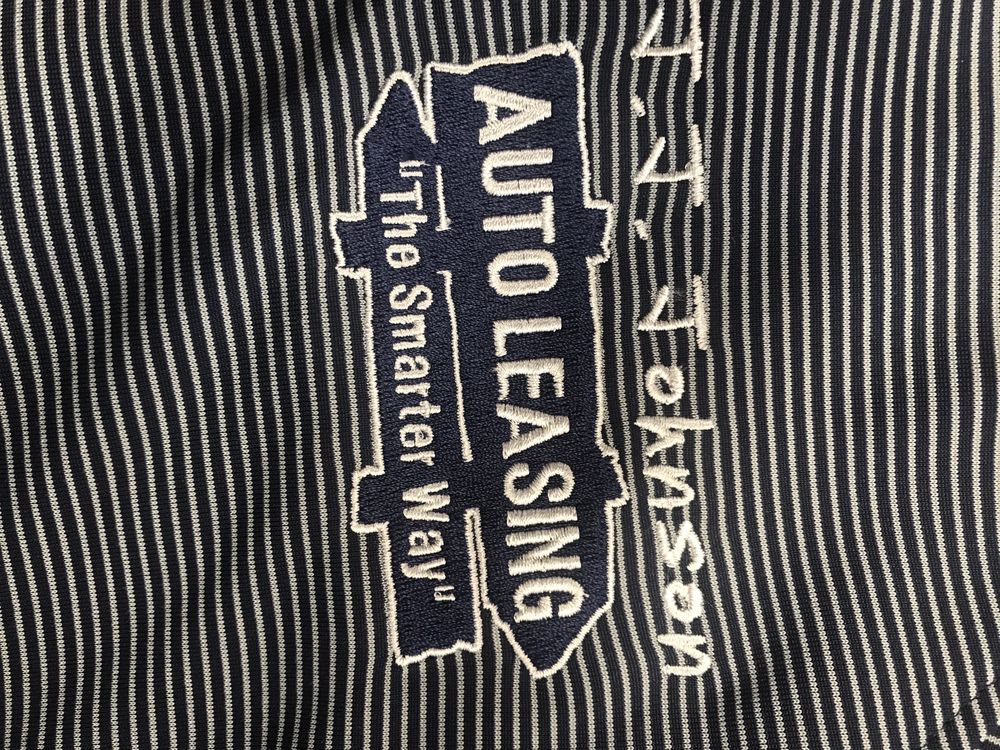 J.J. Johnson
AUTO LEASING
"The Smarter Way"